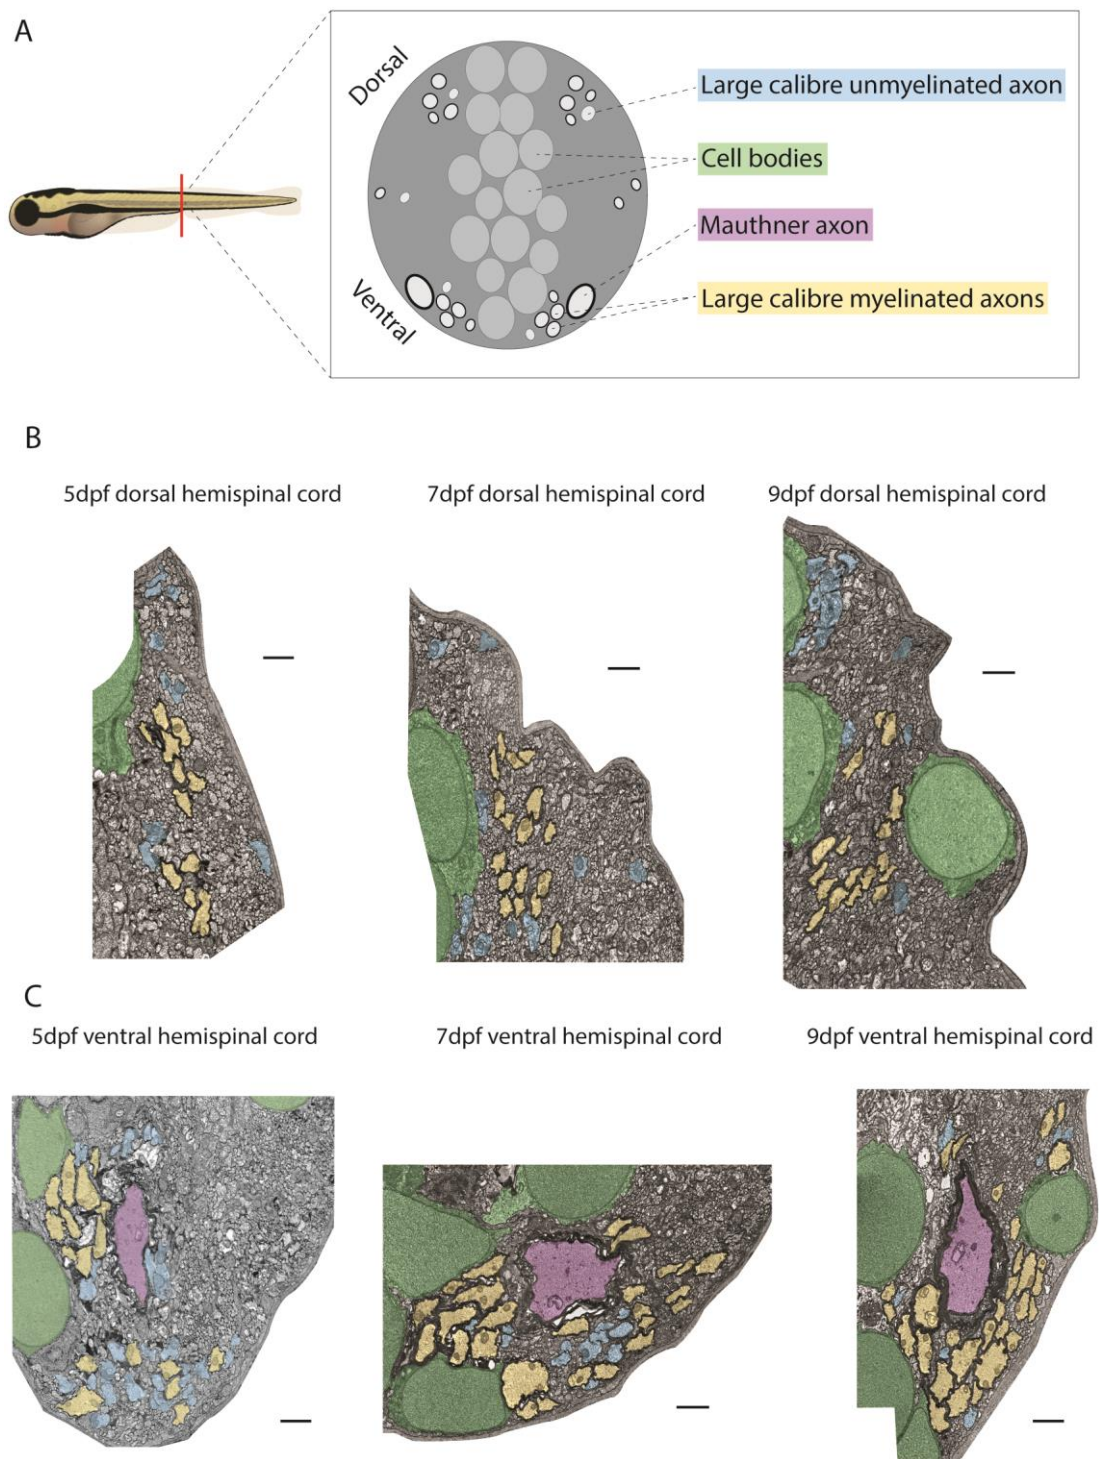 A
Dorsal
Ventral
Large calibre unmyelinated axon
Cell bodies
Mauthner axon
Large calibre myelinated axons
B
5dpf dorsal hemispinal cord
7dpf dorsal hemispinal cord
9dpf dorsal hemispinal cord
C
5dpf ventral hemispinal cord
7dpf ventral hemispinal cord
9dpf ventral hemispinal cord